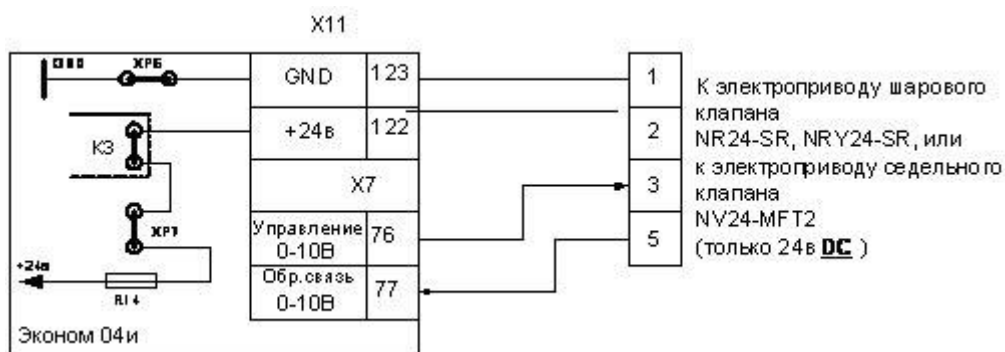 X11
XP6
GND
123
1
+24в
122
2
К3
X7
3
Управление
0-10В
76
5
XP7
Обр.связь
0-10В
77
+24в
R14
Эконом 04и
К электроприводу шарового
клапана
NR24-SR, NRY24-SR, или
к электроприводу седельного
клапана
NV24-MFT2
(только 24в DC )